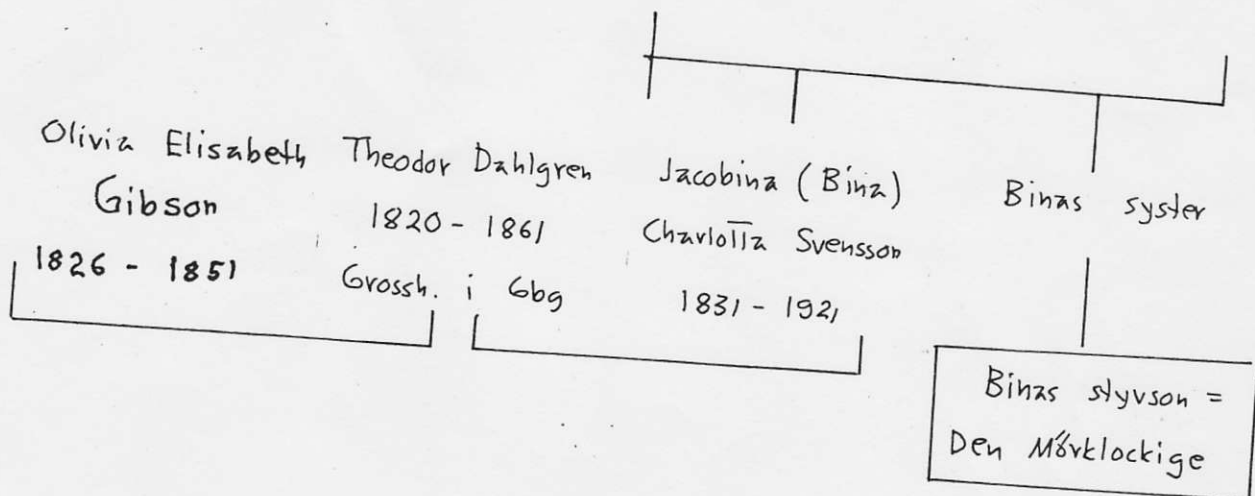 Olivia Elisabeth
Gibson
1826 - 1851
Theodor Dahlgren
1820 - 1861
Grossh. i Gbg
Jacobina (Bina)
Charlotta Svensson
1831 - 1921
Binas syster
Binas styvson =
Den Mörklockige